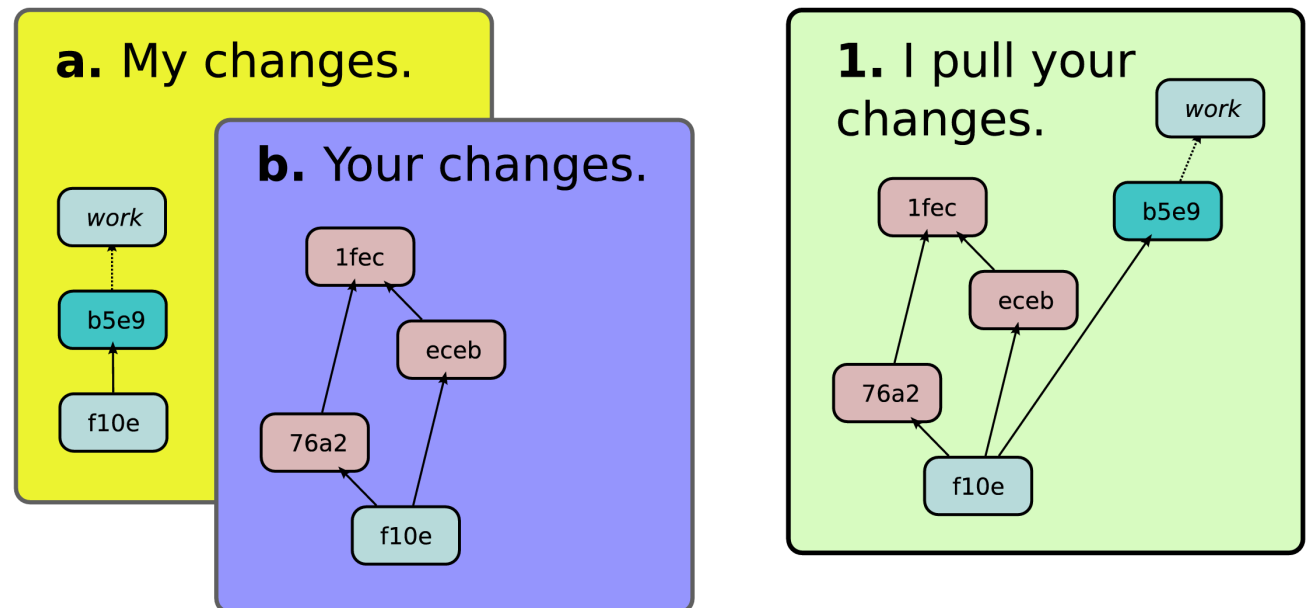 a. My changes.
work
b5e9
f10e
b. Your changes.
1fec
eceb
76a2
f10e
1. I pull your
changes.
work
1fec
b5e9
eceb
76a2
f10e